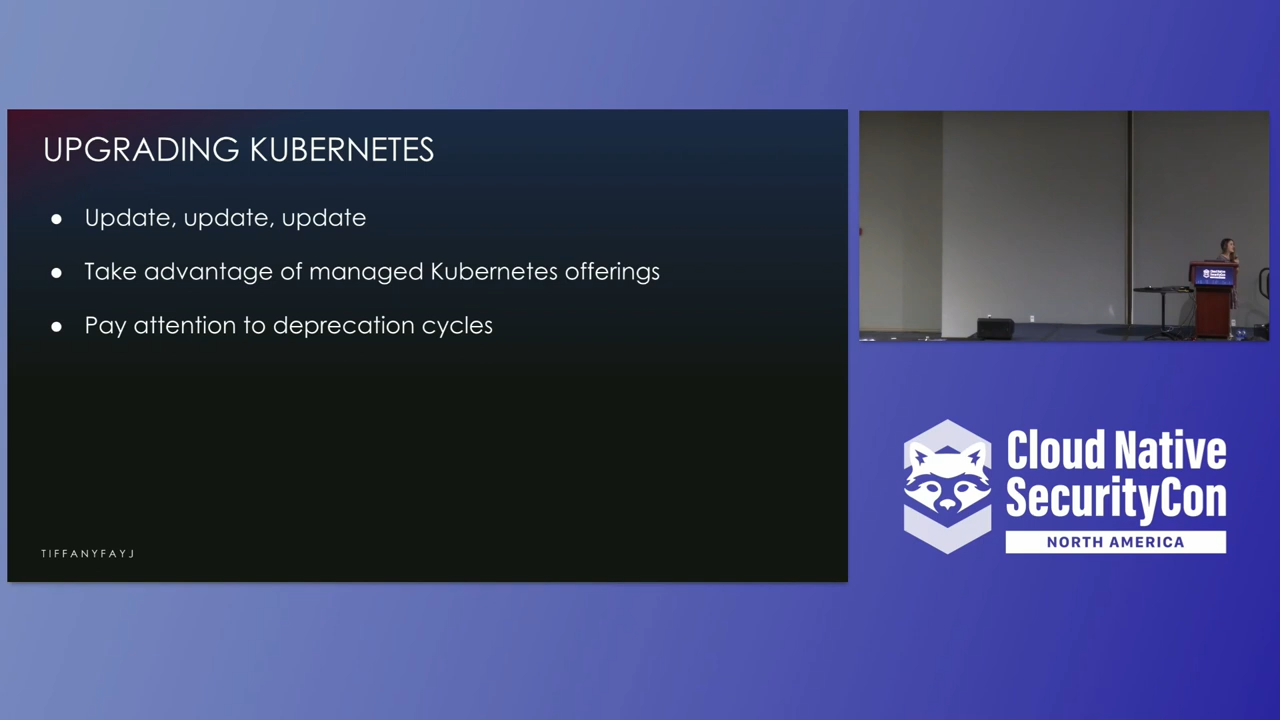 UPGRADING KUBERNETES
● Update, update, update
● Take advantage of managed Kubernetes offerings
● Pay attention to deprecation cycles
TIFFANYFAYJ
Cloud Native
SecurityCon
NORTH AMERICA